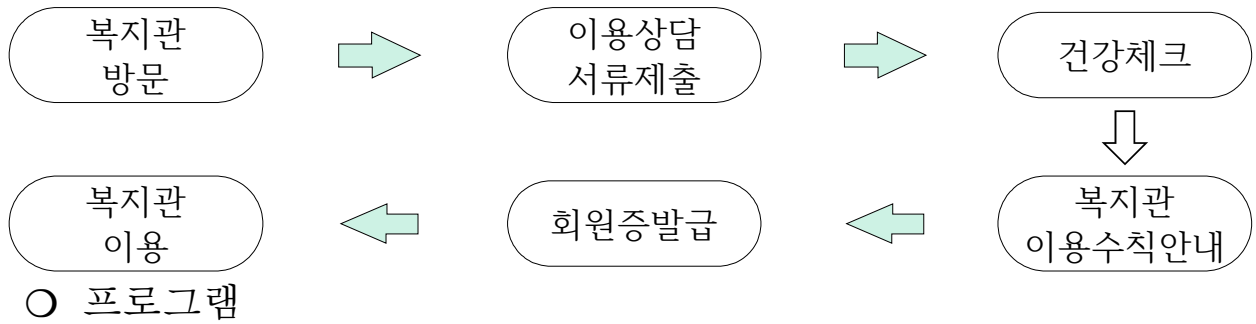 복지관
방문
이용상담
서류제출
건강체크
복지관
이용수칙안내
회원증발급
복지관
이용
❍ 프로그램